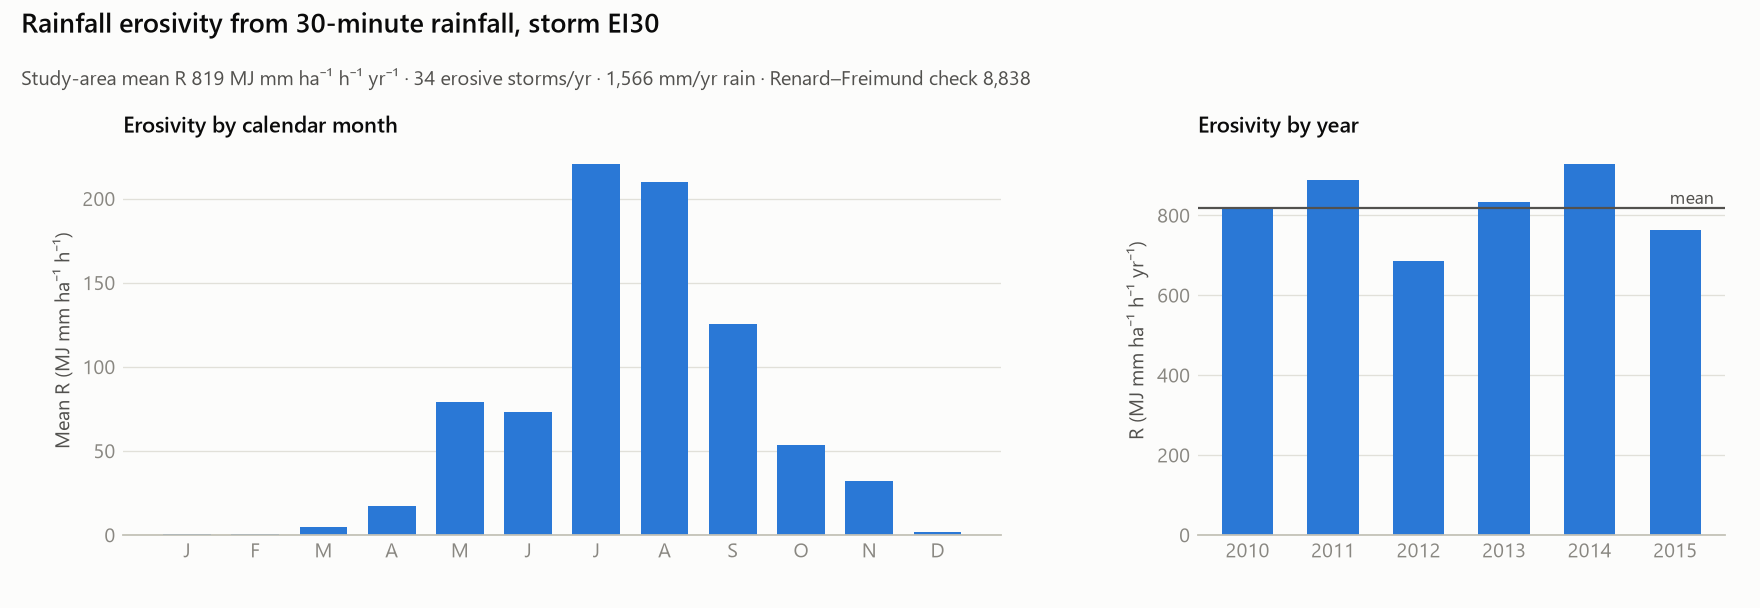 Rainfall erosivity from 30-minute rainfall, storm EI30
Study-area mean R 819 MJ mm ha⁻¹ h⁻¹ yr⁻¹ · 34 erosive storms/yr · 1,566 mm/yr rain · Renard–Freimund check 8,838
Erosivity by calendar month
Mean R (MJ mm ha⁻¹ h⁻¹)
200
150
100
50
0
J F M A M J J A S O N D
Erosivity by year
R (MJ mm ha⁻¹ h⁻¹ yr⁻¹)
mean
800
600
400
200
0
2010 2011 2012 2013 2014 2015